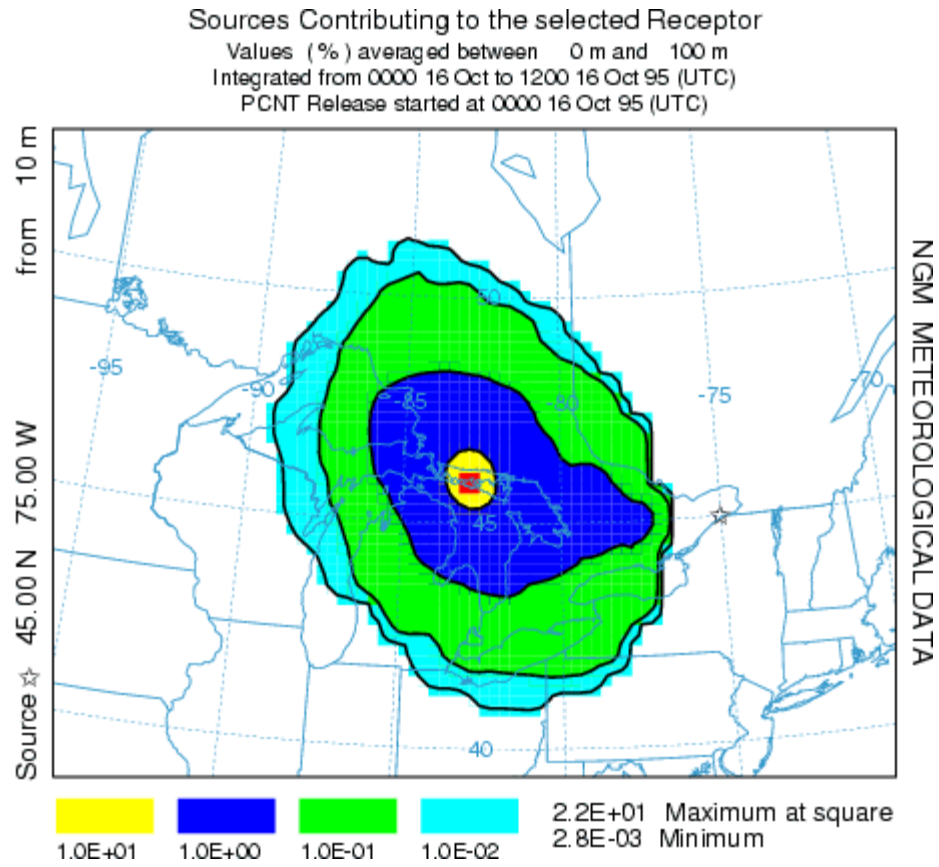 Sources Contributing to the selected Receptor
Values (%) averaged between 0 m and 100 m
Integrated from 0000 16 Oct to 1200 16 Oct 95 (UTC)
PCNT Release started at 0000 16 Oct 95 (UTC)
Source ☆ 45.00 N 75.00 W from 10 m
NGM METEOROLOGICAL DATA
50
-95
-90
-85
-80
-75
-70
45
40
1.0E+01 1.0E+00 1.0E-01 1.0E-02
2.2E+01 Maximum at square
2.8E-03 Minimum